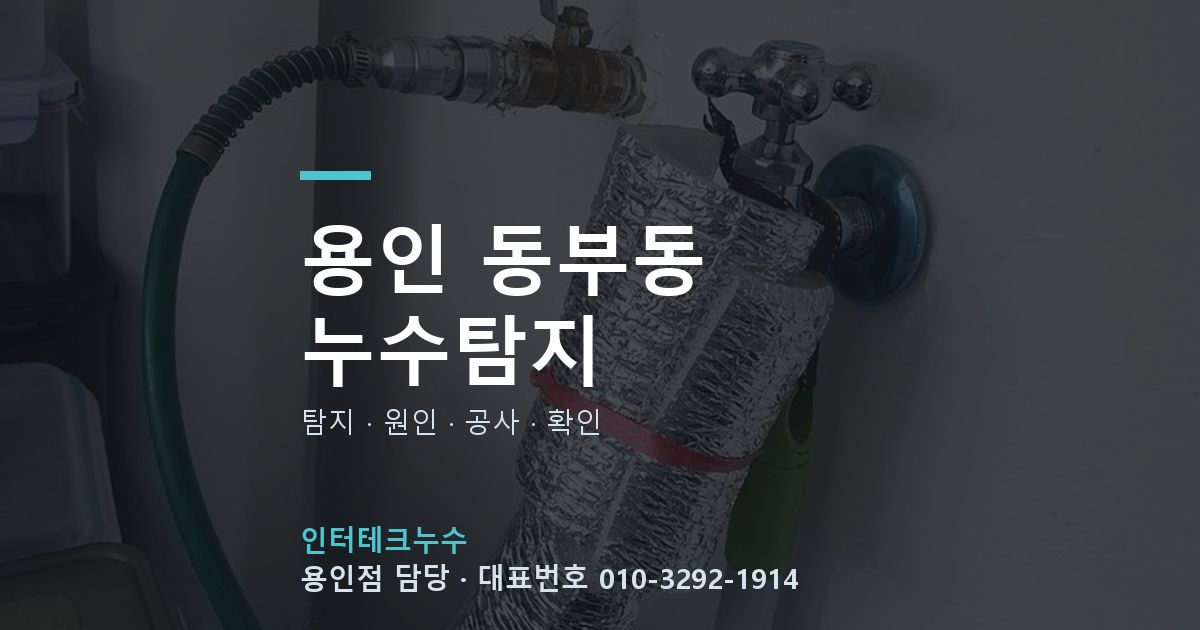 용인 동부동
누수탐지
탐지 · 원인 · 공사 · 확인
인터테크누수
용인점 담당 · 대표번호 010-3292-1914